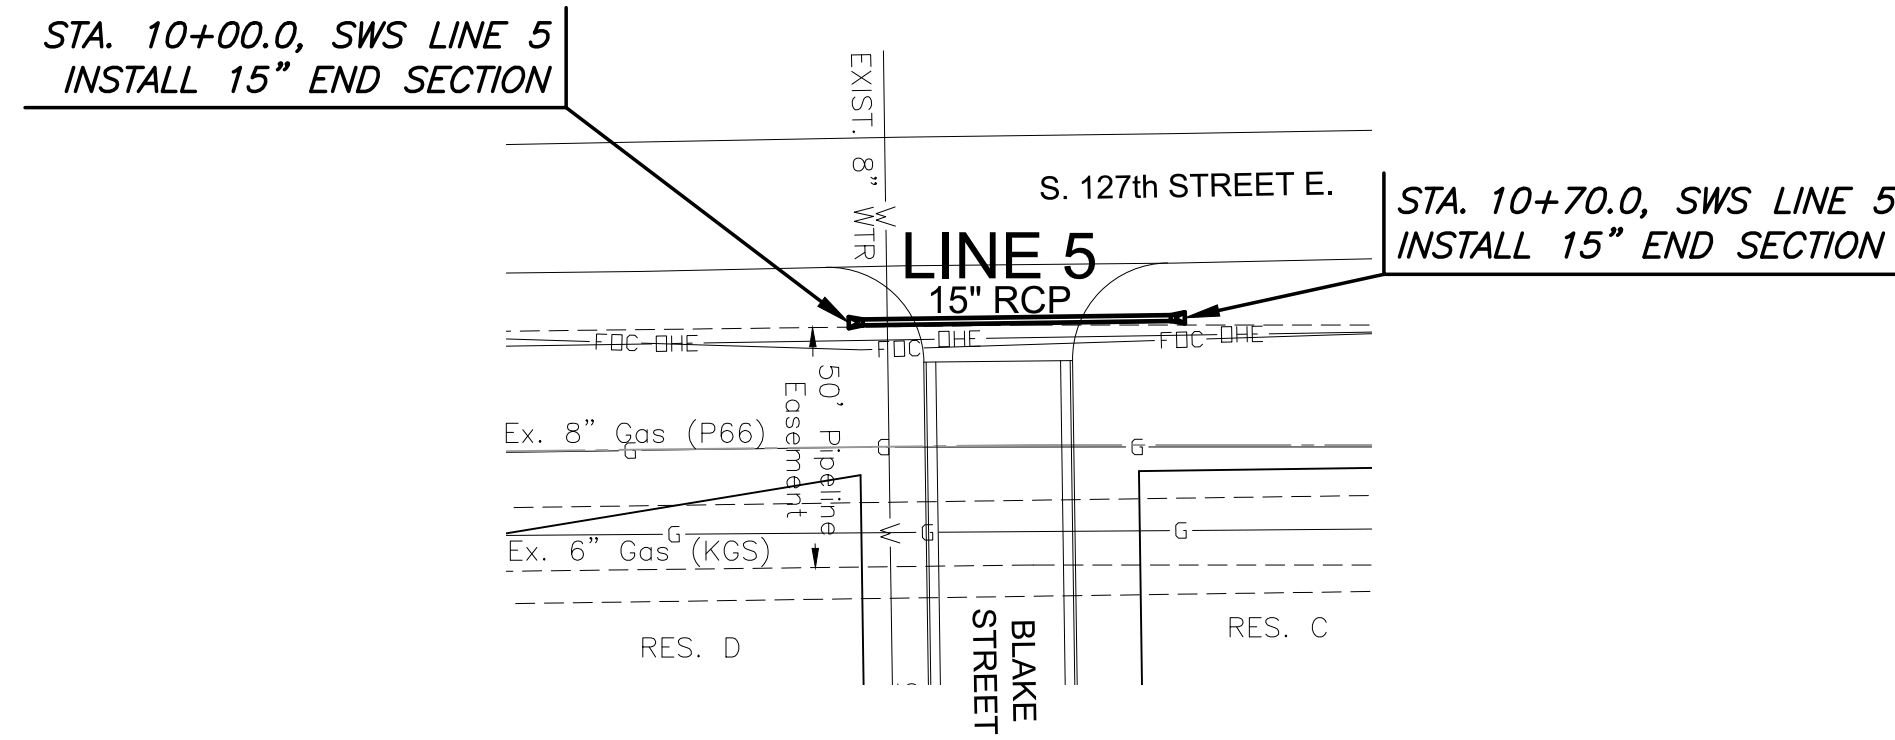 STA. 10+00.0, SWS LINE 5
INSTALL 15" END SECTION
EXIST. 8" WTR
W
S. 127th STREET E.
STA. 10+70.0, SWS LINE 5
INSTALL 15" END SECTION
LINE 5
15" RCP
FOC OHE FOC OHE FOC OHE
50' Pipeline
Easement
Ex. 8" Gas (P66)
G G G
G W G G
Ex. 6" Gas (KGS)
RES. D
BLAKE
STREET
RES. C